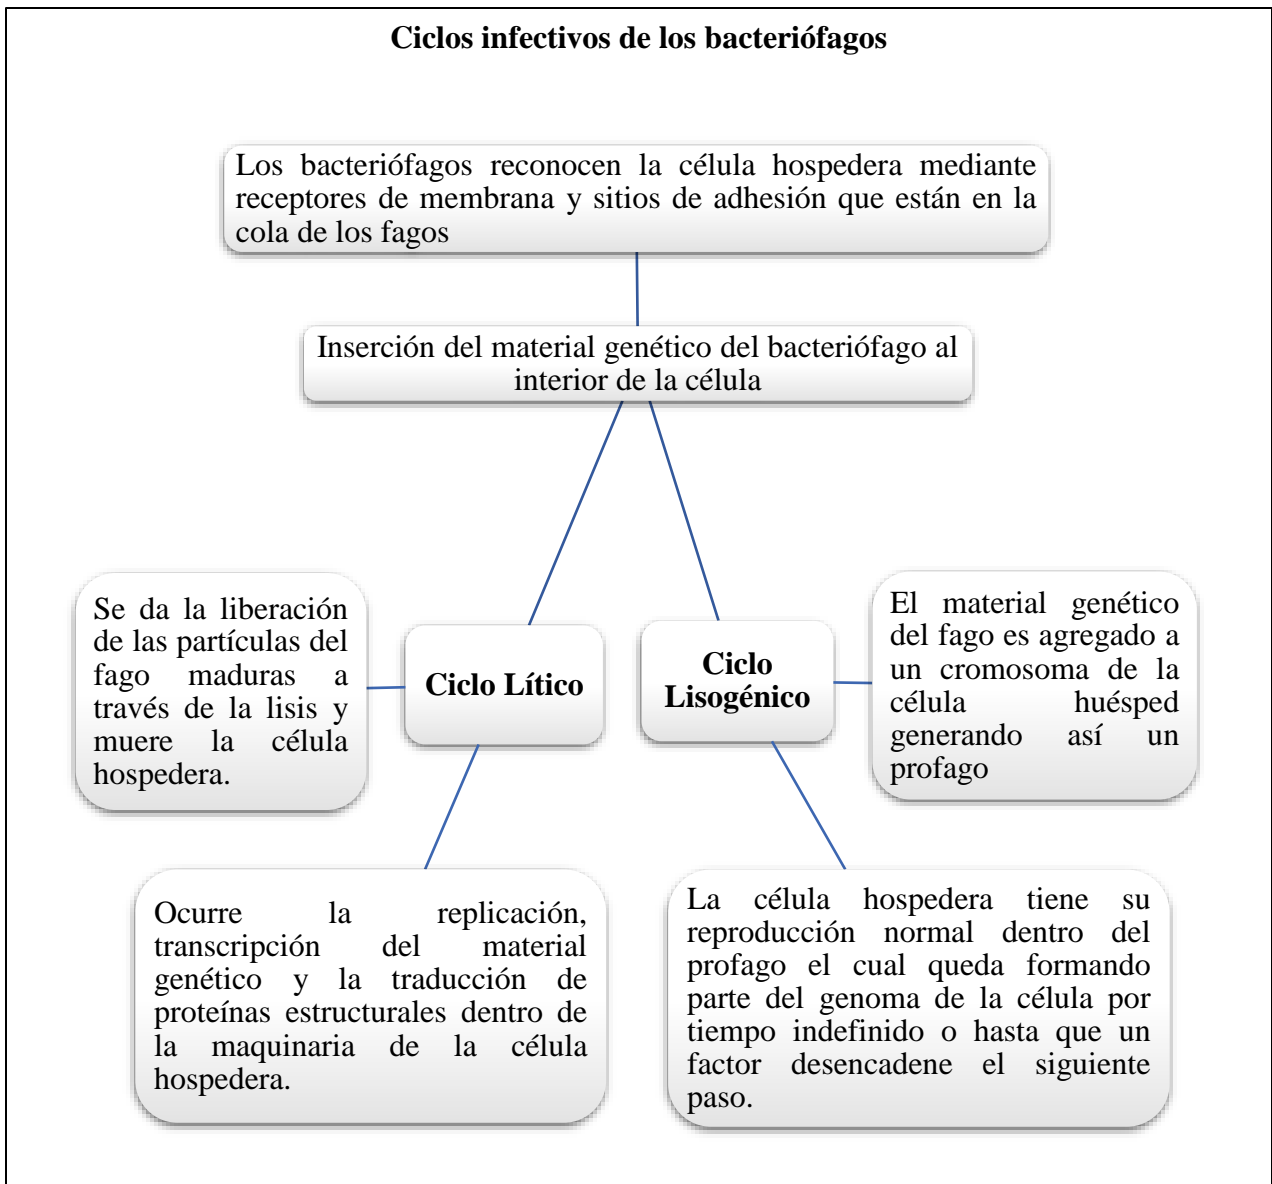 Ciclos infectivos de los bacteriófagos
Los bacteriófagos reconocen la célula hospedera mediante
receptores de membrana y sitios de adhesión que están en la
cola de los fagos
Inserción del material genético del bacteriófago al
interior de la célula
Se da la liberación
de las partículas del
fago maduras a
través de la lisis y
muere la célula
hospedera.
Ciclo Lítico
Ciclo
Lisogénico
El material genético
del fago es agregado a
un cromosoma de la
célula huésped
generando así un
profago
Ocurre la replicación,
transcripción del material
genético y la traducción de
proteínas estructurales dentro de
la maquinaria de la célula
hospedera.
La célula hospedera tiene su
reproducción normal dentro del
profago el cual queda formando
parte del genoma de la célula por
tiempo indefinido o hasta que un
factor desencadene el siguiente
paso.